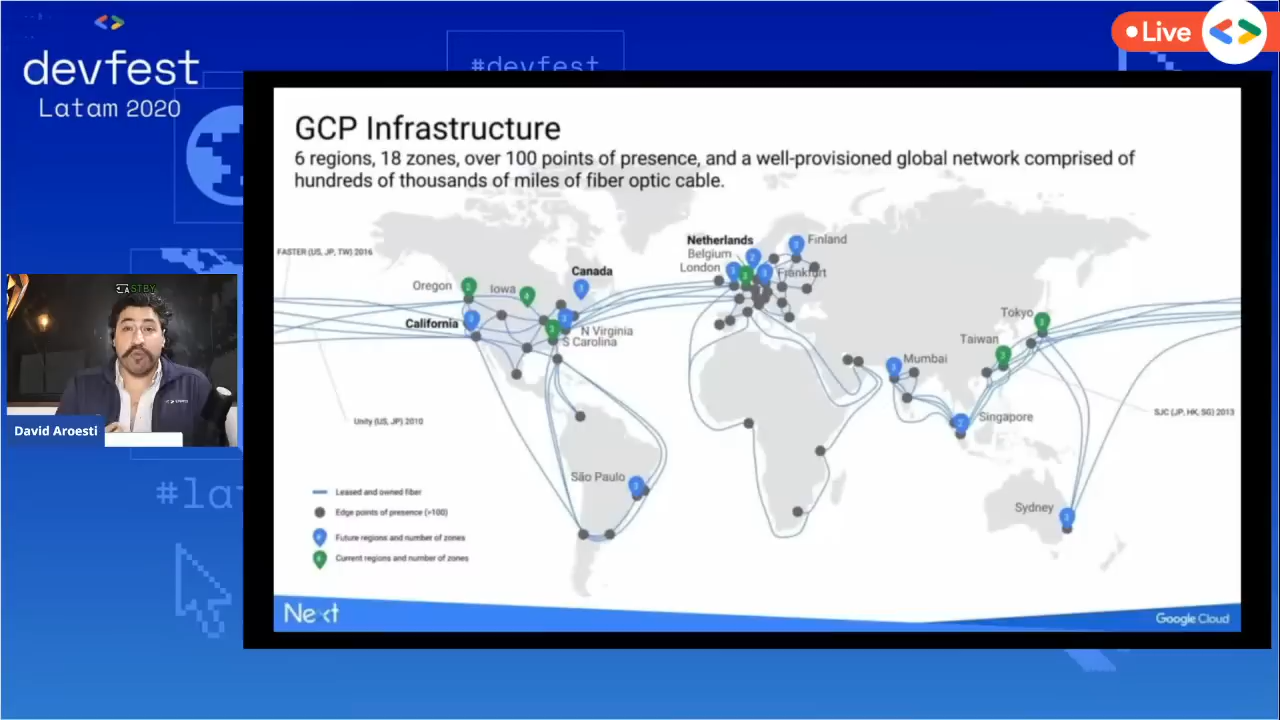 devfest
Latam 2020
#devfest
Live
GCP Infrastructure
6 regions, 18 zones, over 100 points of presence, and a well-provisioned global network comprised of
hundreds of thousands of miles of fiber optic cable.
FASTER (US, JP, TW) 2016
Netherlands
Finland
Belgium
London
Frankfurt
Canada
Oregon
Iowa
California
N Virginia
S Carolina
Tokyo
Taiwan
Mumbai
Singapore
Unity (US, JP) 2010
SJC (JP, HK, SG) 2013
São Paulo
Sydney
Leased and owned fiber
Edge points of presence (>100)
Future regions and number of zones
Current regions and number of zones
Next
Google Cloud
STBY
David Aroesti
#la